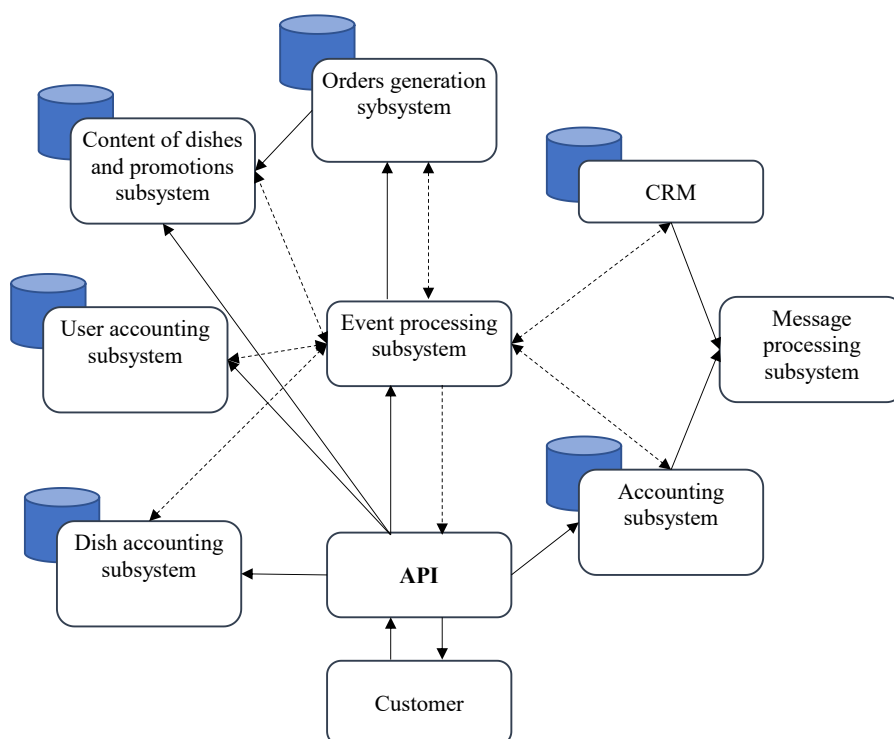 Orders generation
sybsystem
Content of dishes
and promotions
subsystem
CRM
User accounting
subsystem
Event processing
subsystem
Message
processing
subsystem
Accounting
subsystem
Dish accounting
subsystem
API
Customer